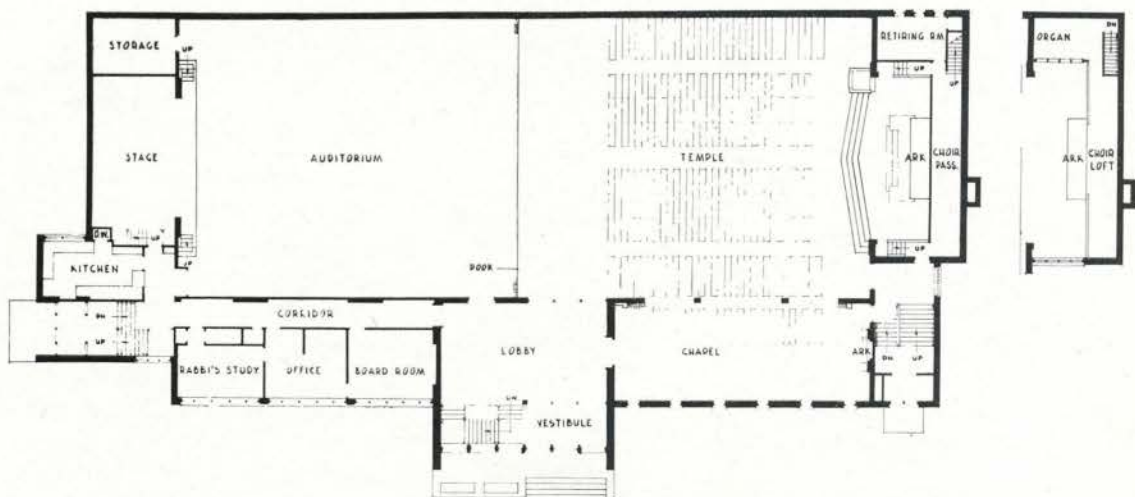 STORAGE
UP
RETIRING RM
UP
UP
DN
ORGAN
STAGE
AUDITORIUM
TEMPLE
ARK
CHOIR
PASS.
ARK
CHOIR
LOFT
D.W.
UP
UP
KITCHEN
DOOR
UP
DN
UP
CORRIDOR
RABBI'S STUDY
OFFICE
BOARD ROOM
LOBBY
CHAPEL
ARK
DN
UP
VESTIBULE